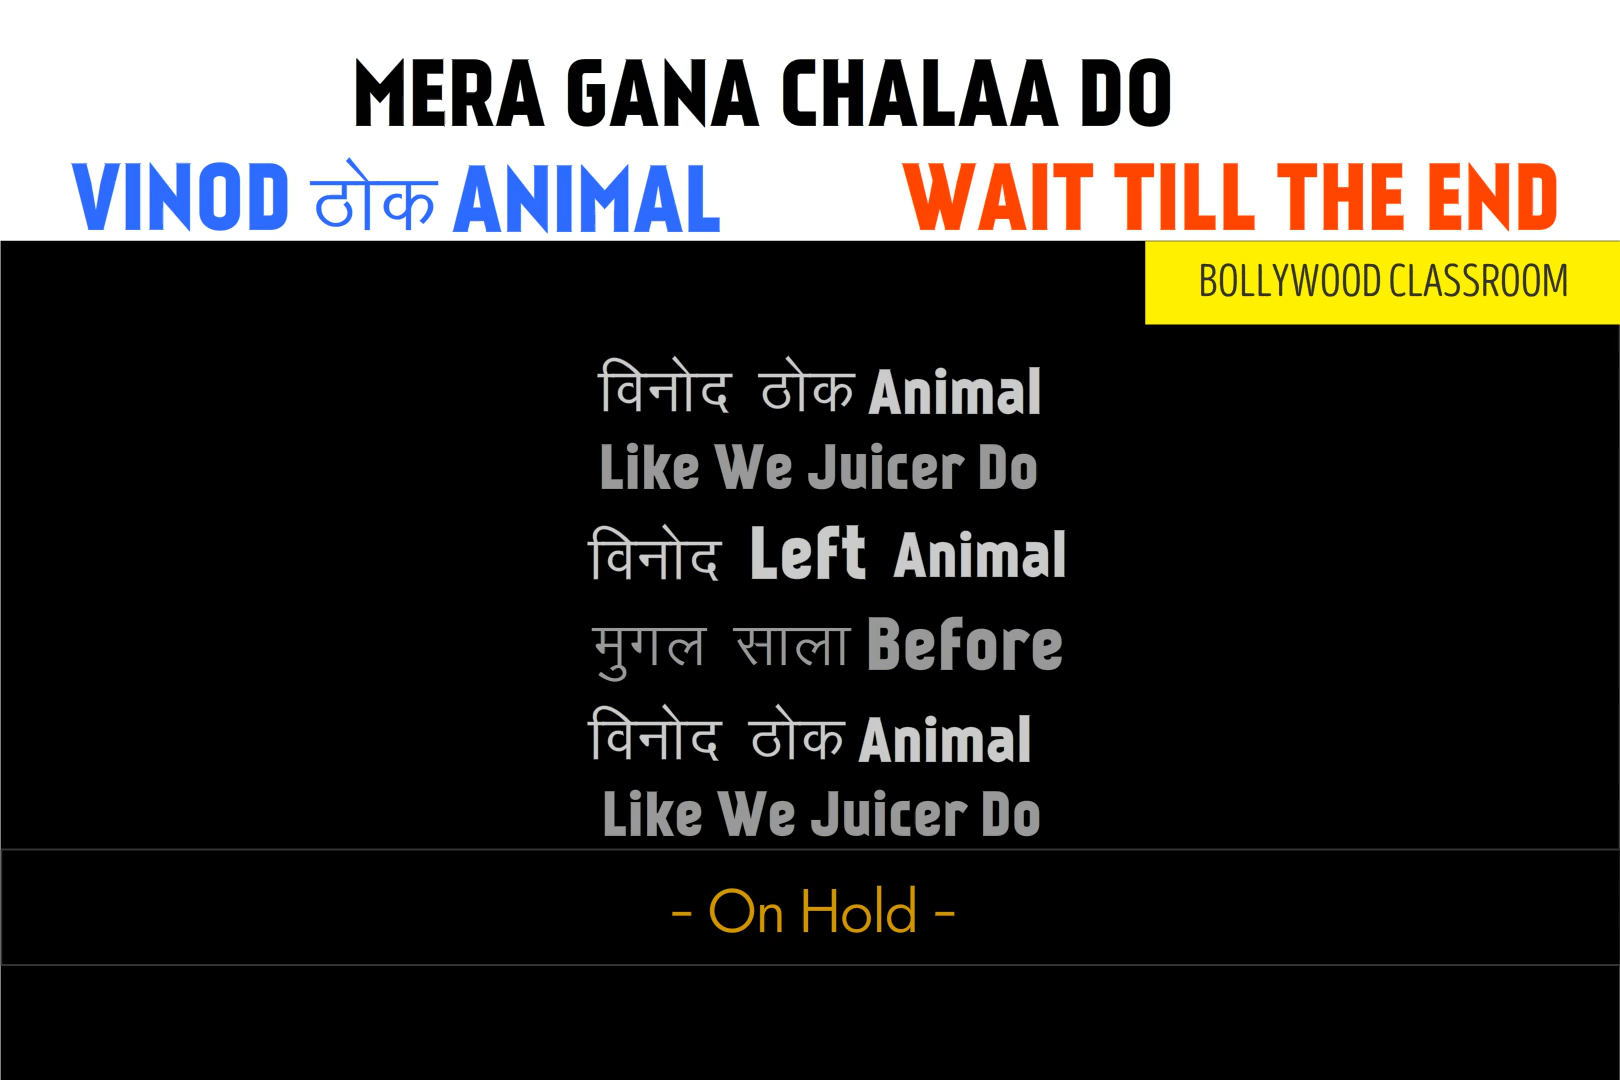 MERA GANA CHALAA DO
VINOD ठोक ANIMAL
WAIT TILL THE END
BOLLYWOOD CLASSROOM
विनोद ठोक Animal
Like We Juicer Do
विनोद Left Animal
मुगल साला Before
विनोद ठोक Animal
Like We Juicer Do
- On Hold -